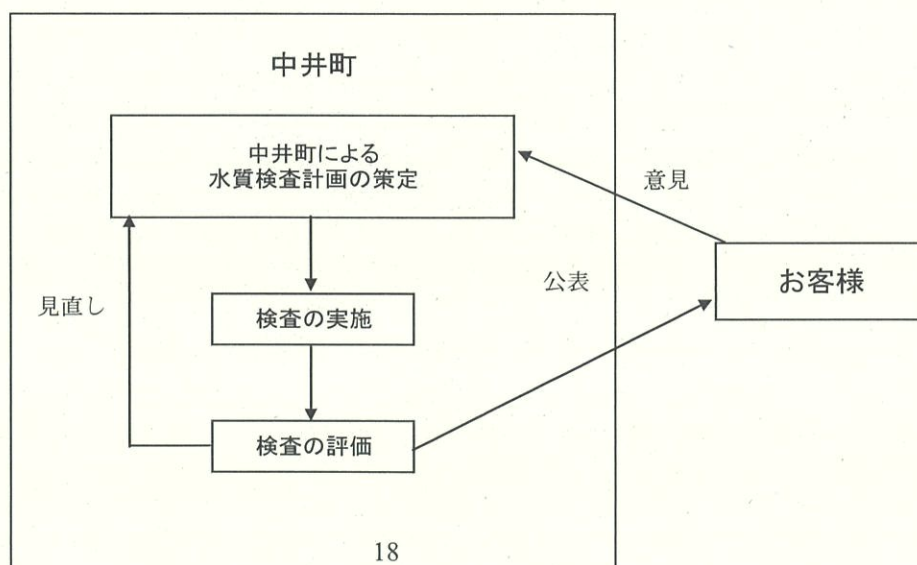 中井町
中井町による
水質検査計画の策定
意見
お客様
公表
見直し
検査の実施
検査の評価
18